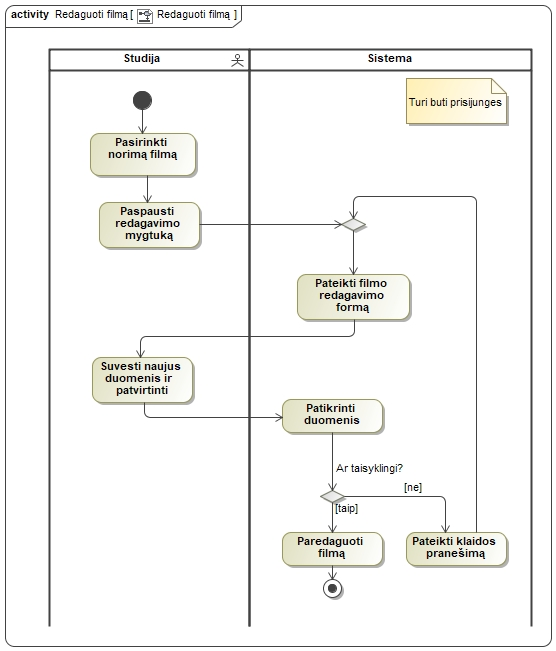 activity Redaguoti filmą [ Redaguoti filmą ]
Studija
Sistema
Turi buti prisijunges
Pasirinkti
norimą filmą
Paspausti
redagavimo
mygtuką
Pateikti filmo
redagavimo
formą
Suvesti naujus
duomenis ir
patvirtinti
Patikrinti
duomenis
Ar taisyklingi?
[ne]
[taip]
Paredaguoti
filmą
Pateikti klaidos
pranešimą